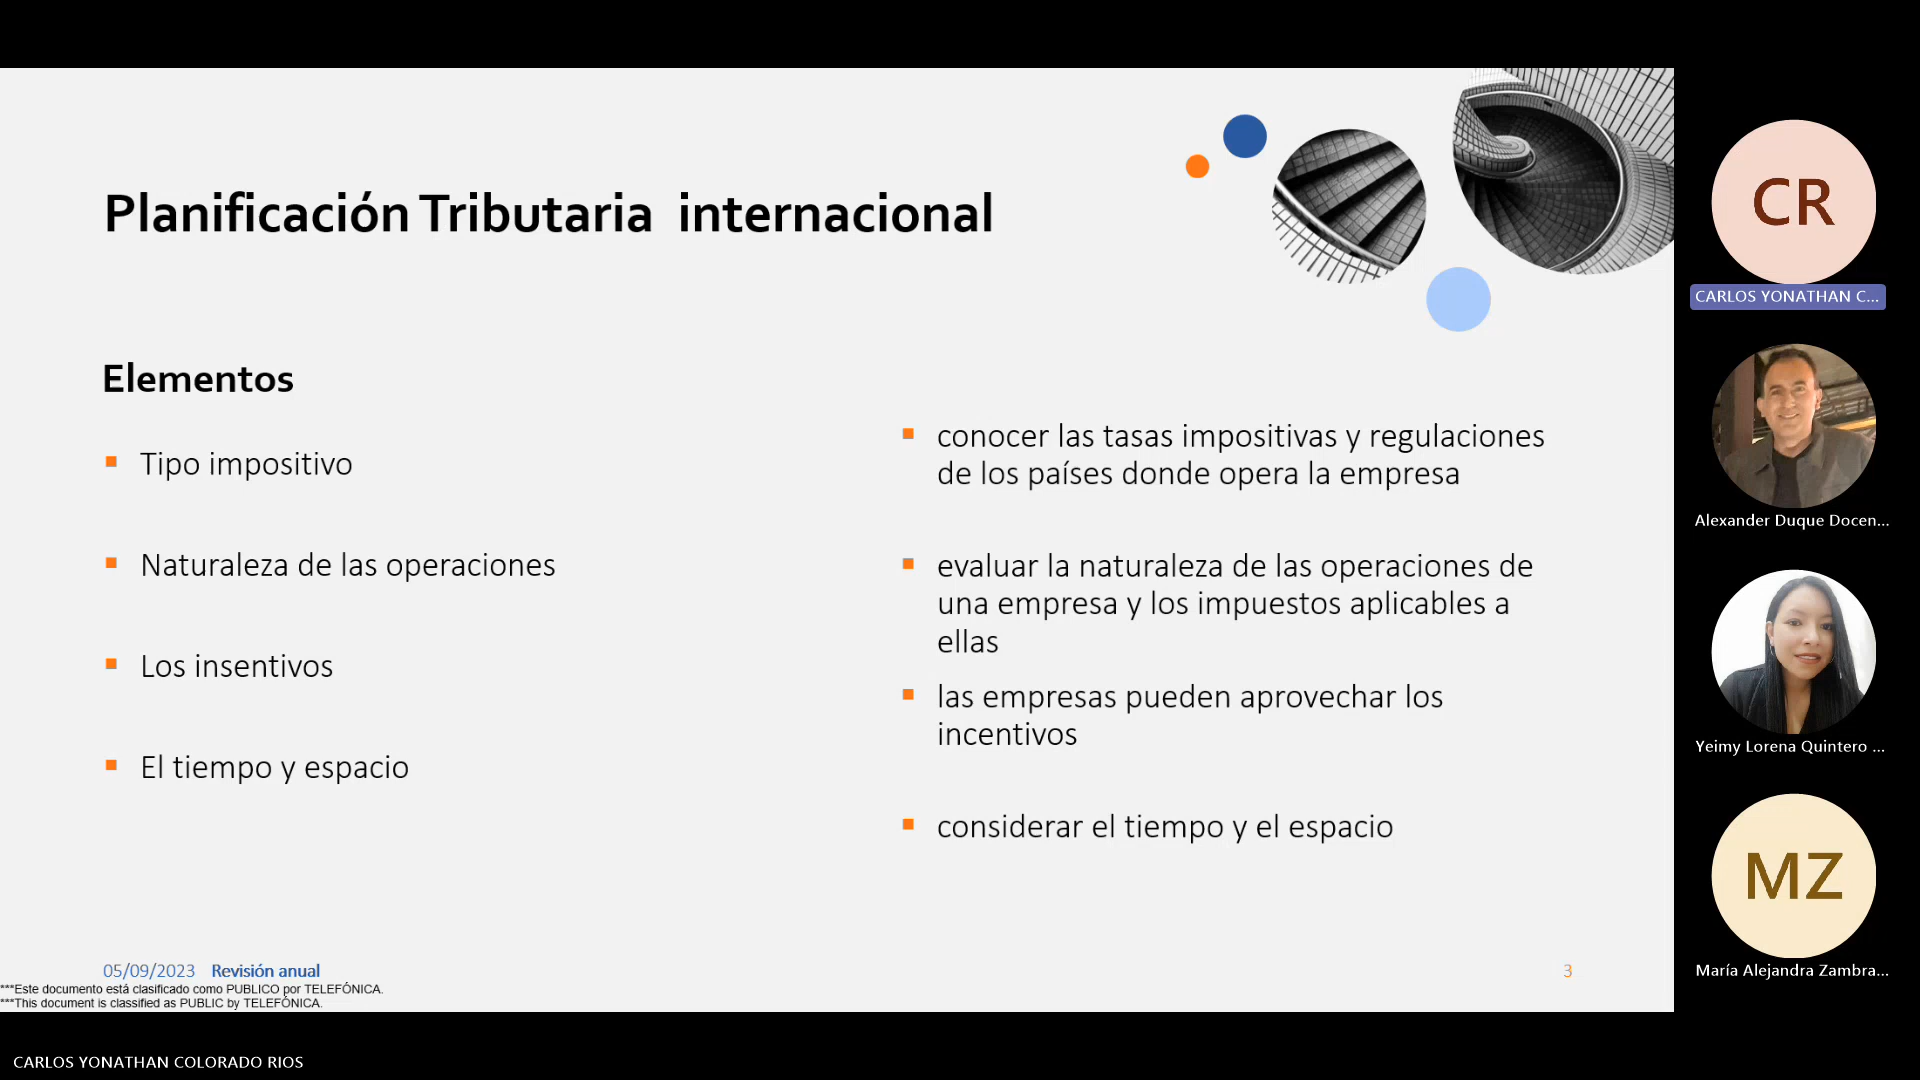 Planificación Tributaria internacional
Elementos
Tipo impositivo
Naturaleza de las operaciones
Los insentivos
El tiempo y espacio
conocer las tasas impositivas y regulaciones
de los países donde opera la empresa
evaluar la naturaleza de las operaciones de
una empresa y los impuestos aplicables a
ellas
las empresas pueden aprovechar los
incentivos
considerar el tiempo y el espacio
05/09/2023 Revisión anual
3
***Este documento está clasificado como PUBLICO por TELEFÓNICA.
***This document is classified as PUBLIC by TELEFÓNICA.
CR
CARLOS YONATHAN C...
Alexander Duque Docen...
Yeimy Lorena Quintero ...
MZ
María Alejandra Zambra...
CARLOS YONATHAN COLORADO RIOS